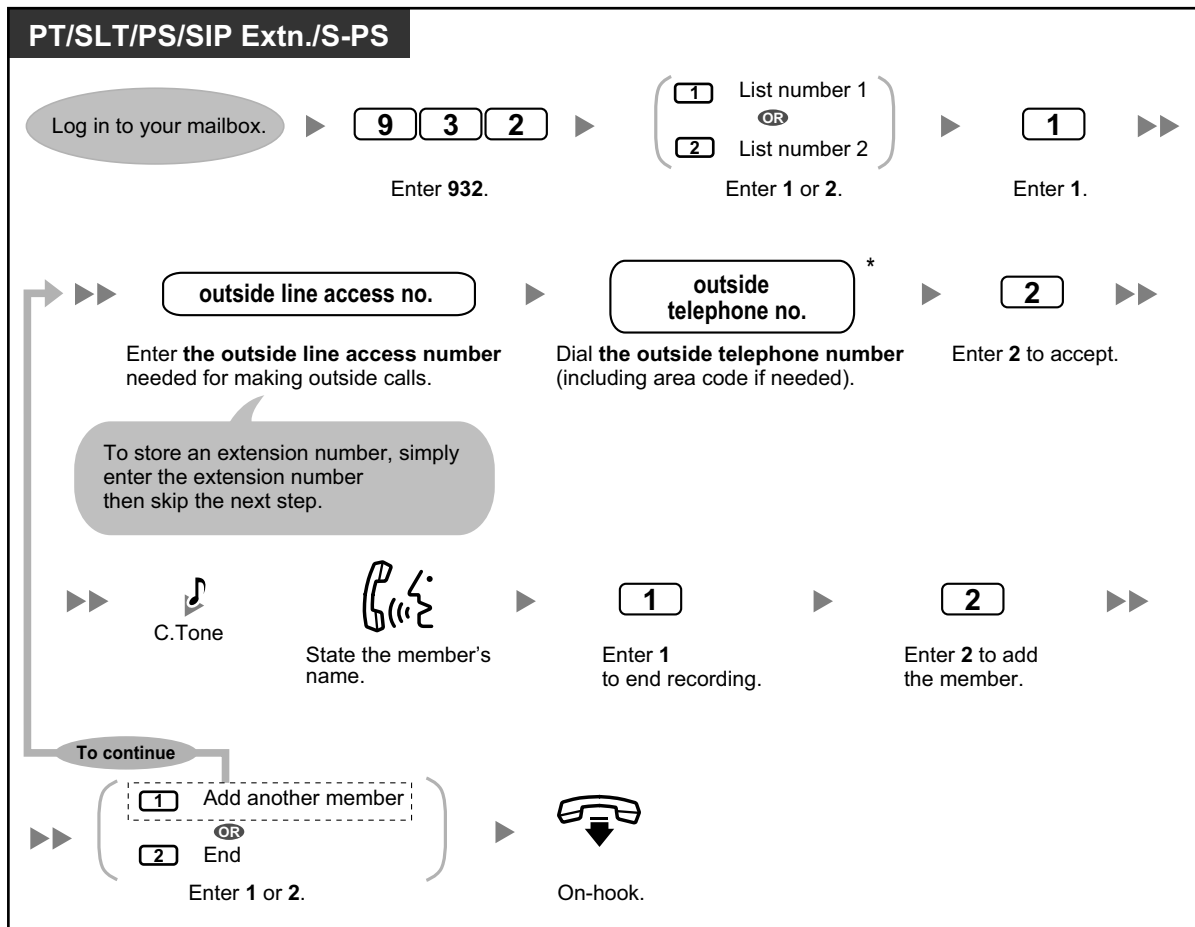 PT/SLT/PS/SIP Extn./S-PS
Log in to your mailbox.
9 3 2
Enter 932.
1 List number 1
OR
2 List number 2
Enter 1 or 2.
1
Enter 1.
outside line access no.
Enter the outside line access number
needed for making outside calls.
To store an extension number, simply
enter the extension number
then skip the next step.
outside
telephone no.
*
Dial the outside telephone number
(including area code if needed).
2
Enter 2 to accept.
C.Tone
State the member's
name.
1
Enter 1
to end recording.
2
Enter 2 to add
the member.
To continue
1 Add another member
OR
2 End
Enter 1 or 2.
On-hook.